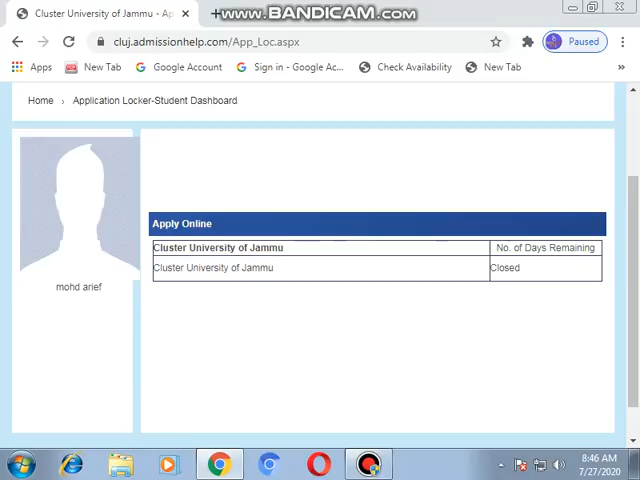 Cluster University of Jammu - Ap
www.BANDICAM.com
cluj.admissionhelp.com/App_Loc.aspx
Paused
Apps New Tab Google Account Sign in - Google Ac... Check Availability New Tab »
Home › Application Locker-Student Dashboard
Apply Online
Cluster University of Jammu No. of Days Remaining
Cluster University of Jammu Closed
mohd arief
8:46 AM
7/27/2020